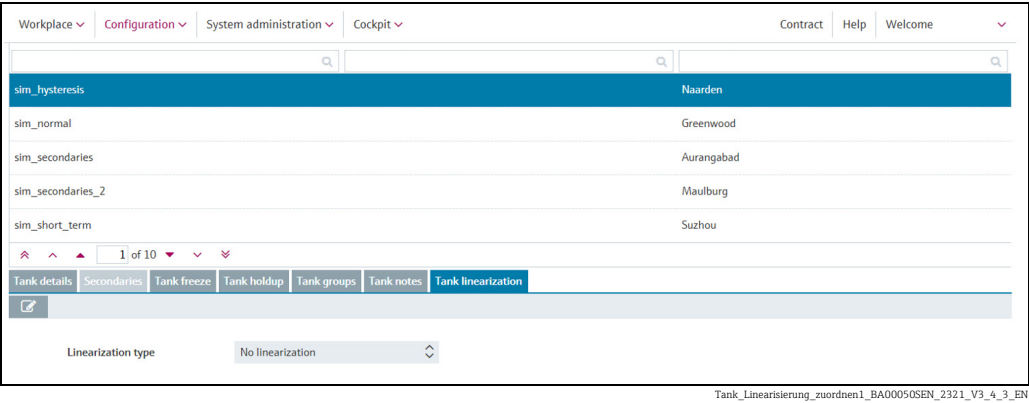 Workplace Configuration System administration Cockpit Contract Help Welcome
sim_hysteresis Naarden
sim_normal Greenwood
sim_secondaries Aurangabad
sim_secondaries_2 Maulburg
sim_short_term Suzhou
1 of 10
Tank details Secondaries Tank freeze Tank holdup Tank groups Tank notes Tank linearization
Linearization type No linearization
Tank_Linearisierung_zuordnen1_BA00050SEN_2321_V3_4_3_EN